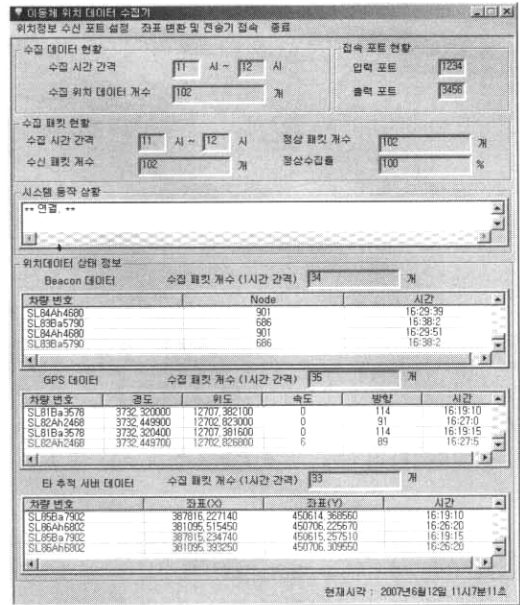 이동체 위치 데이터 수집기
위치정보 수신 포트 설정 좌표 변환 및 전송기 접속 종료
수집 데이터 현황
수집 시간 간격 11 시 ~ 12 시
수집 위치 데이터 개수 102 개
접속 포트 현황
입력 포트 1234
출력 포트 3456
수집 패킷 현황
수집 시간 간격 11 시 ~ 12 시 정상 패킷 개수 102 개
수신 패킷 개수 102 개 정상수집률 100 %
시스템 동작 상황
++ 연결, ++
위치데이터 상태 정보
Beacon 데이터 수집 패킷 개수 (1시간 간격) 34 개
차량 번호 Node 시간
SL84Ah4680 901 16:29:39
SL83Ba5790 686 16:38:2
SL84Ah4680 901 16:29:51
SL83Ba5790 686 16:38:2
GPS 데이터 수집 패킷 개수 (1시간 간격) 35 개
차량 번호 경도 위도 속도 방향 시간
SL81Ba3578 3732,320000 12707,382100 0 114 16:19:10
SL82Ah2468 3732,449900 12702,823000 0 91 16:27:0
SL81Ba3578 3732,320400 12707,381600 0 114 16:19:15
SL82Ah2468 3732,449700 12702,826800 6 89 16:27:5
타 추적 서버 데이터 수집 패킷 개수 (1시간 간격) 33 개
차량 번호 좌표(X) 좌표(Y) 시간
SL85Ba7902 387816,227140 450614,368560 16:19:10
SL86Ah6802 381095,515450 450706,225670 16:26:20
SL85Ba7902 387815,234740 450615,257510 16:19:15
SL86Ah6802 381095,393250 450706,309550 16:26:20
현재시각 : 2007년6월12일 11시7분11초